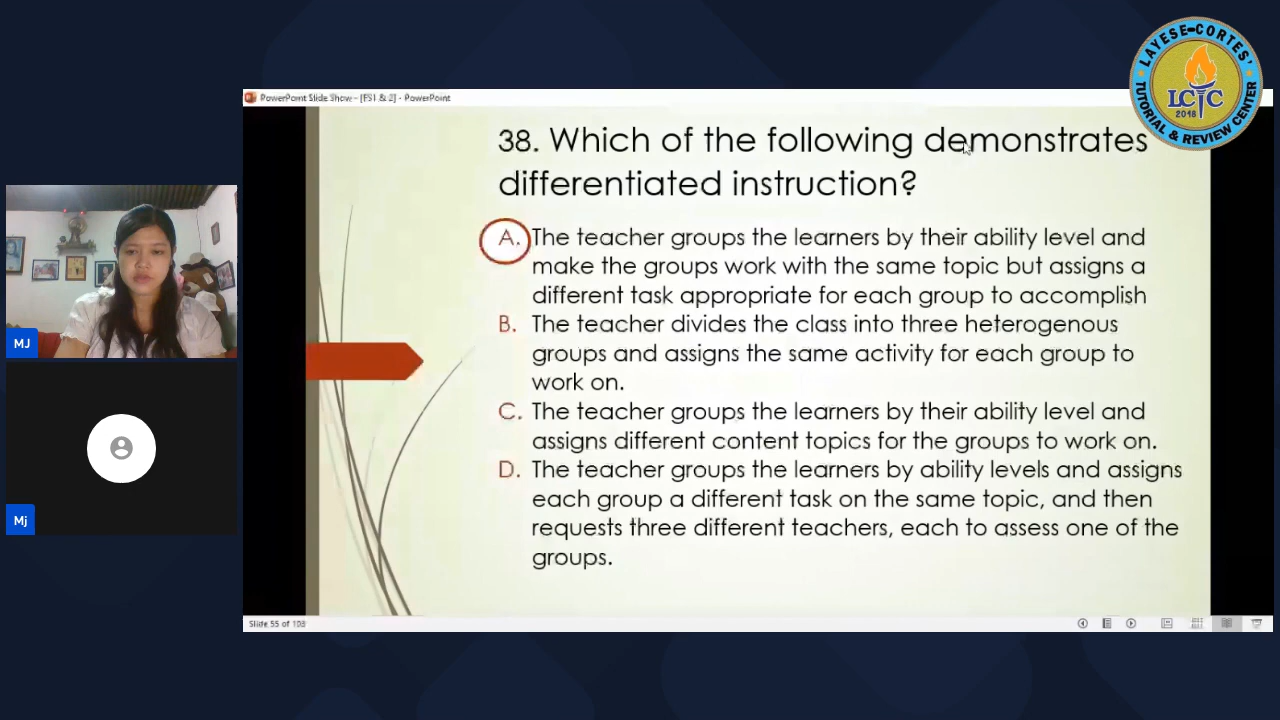 LAYESE-CORTES'
LCTC
2018
TUTORIAL & REVIEW CENTER
PowerPoint Slide Show - [FS1 & 2] - PowerPoint
38. Which of the following demonstrates
differentiated instruction?
A. The teacher groups the learners by their ability level and
make the groups work with the same topic but assigns a
different task appropriate for each group to accomplish
B. The teacher divides the class into three heterogenous
groups and assigns the same activity for each group to
work on.
C. The teacher groups the learners by their ability level and
assigns different content topics for the groups to work on.
D. The teacher groups the learners by ability levels and assigns
each group a different task on the same topic, and then
requests three different teachers, each to assess one of the
groups.
MJ
Mj
Slide 55 of 103